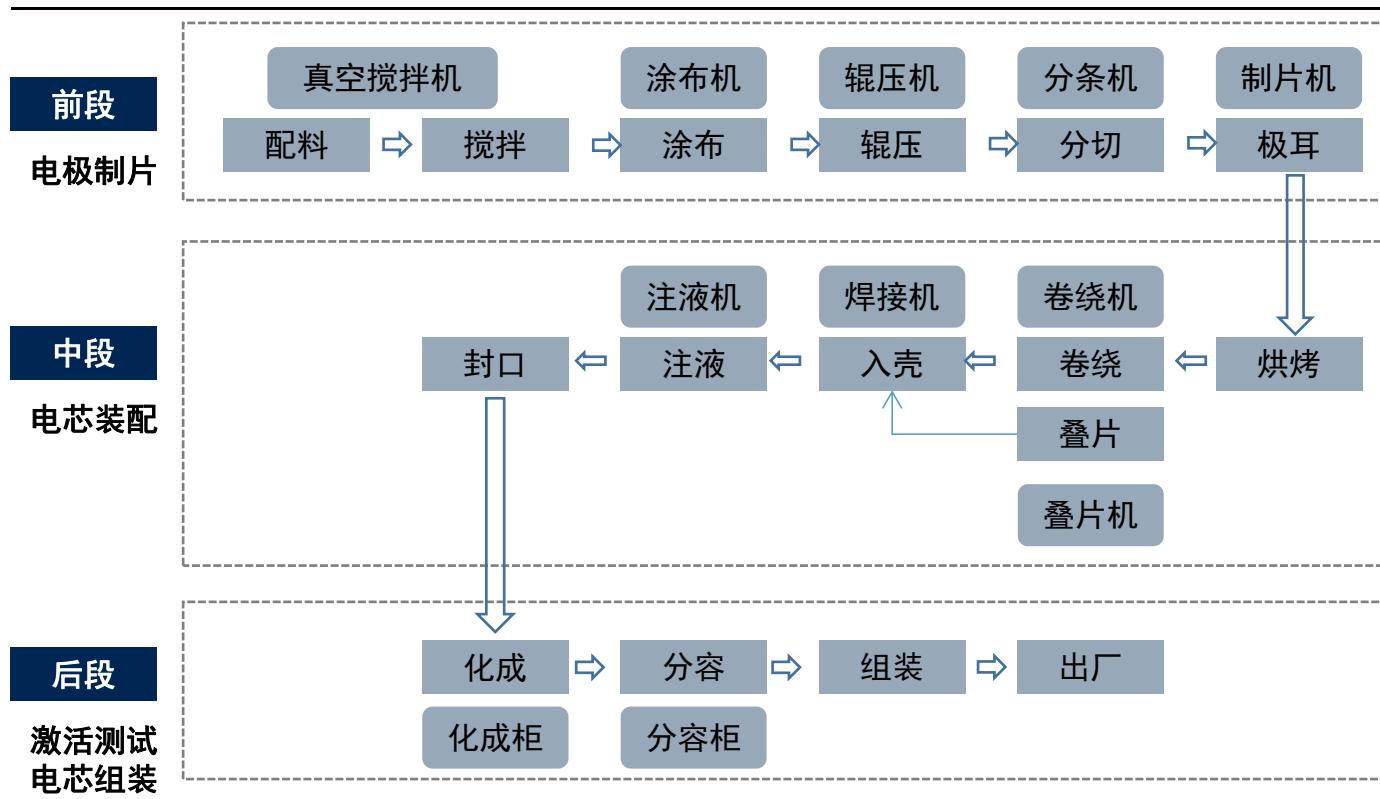 前段
电极制片
真空搅拌机
涂布机
辊压机
分条机
制片机
配料
搅拌
涂布
辊压
分切
极耳
中段
电芯装配
注液机
焊接机
卷绕机
封口
注液
入壳
卷绕
烘烤
叠片
叠片机
后段
激活测试
电芯组装
化成
分容
组装
出厂
化成柜
分容柜